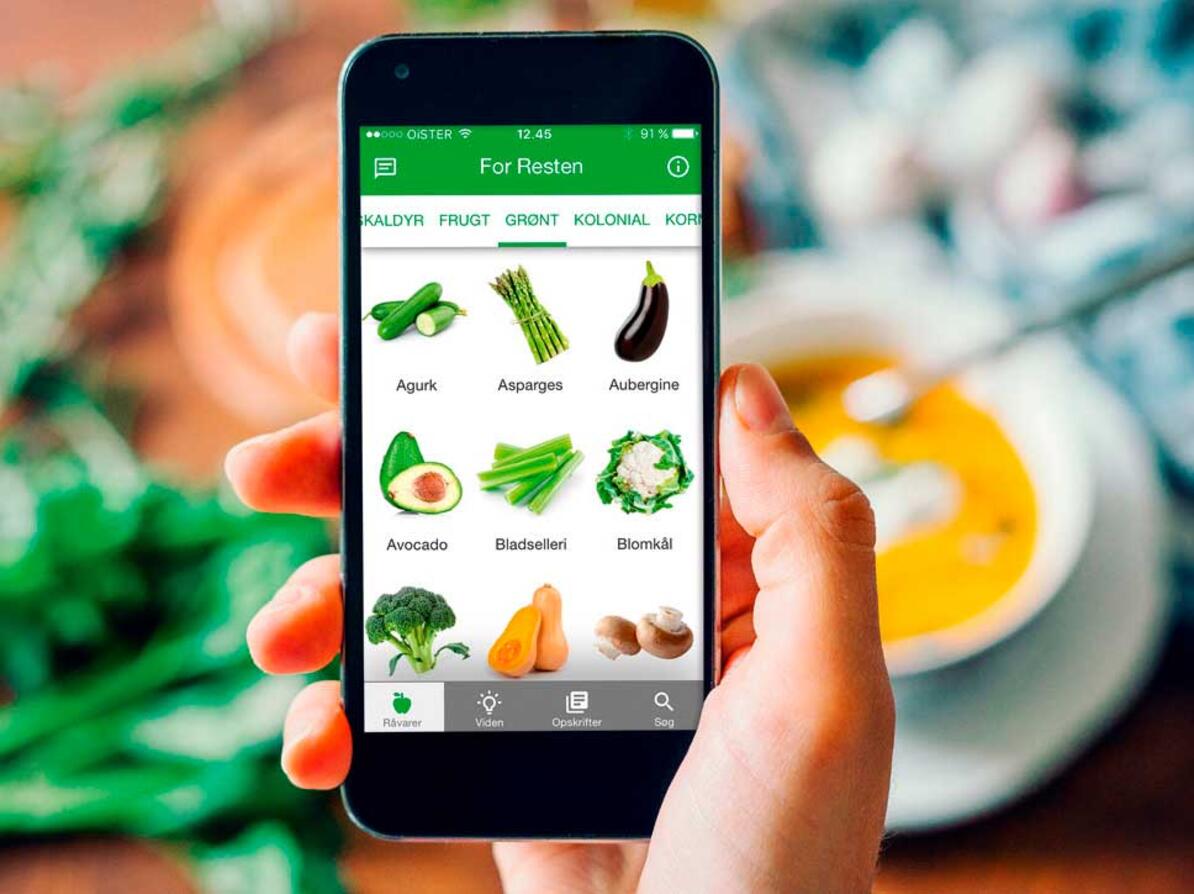 OiSTER 12.45 91 %
For Resten
SKALDYR FRUGT GRØNT KOLONIAL KORN
Agurk Asparges Aubergine
Avocado Bladselleri Blomkål
Råvarer Viden Opskrifter Søg